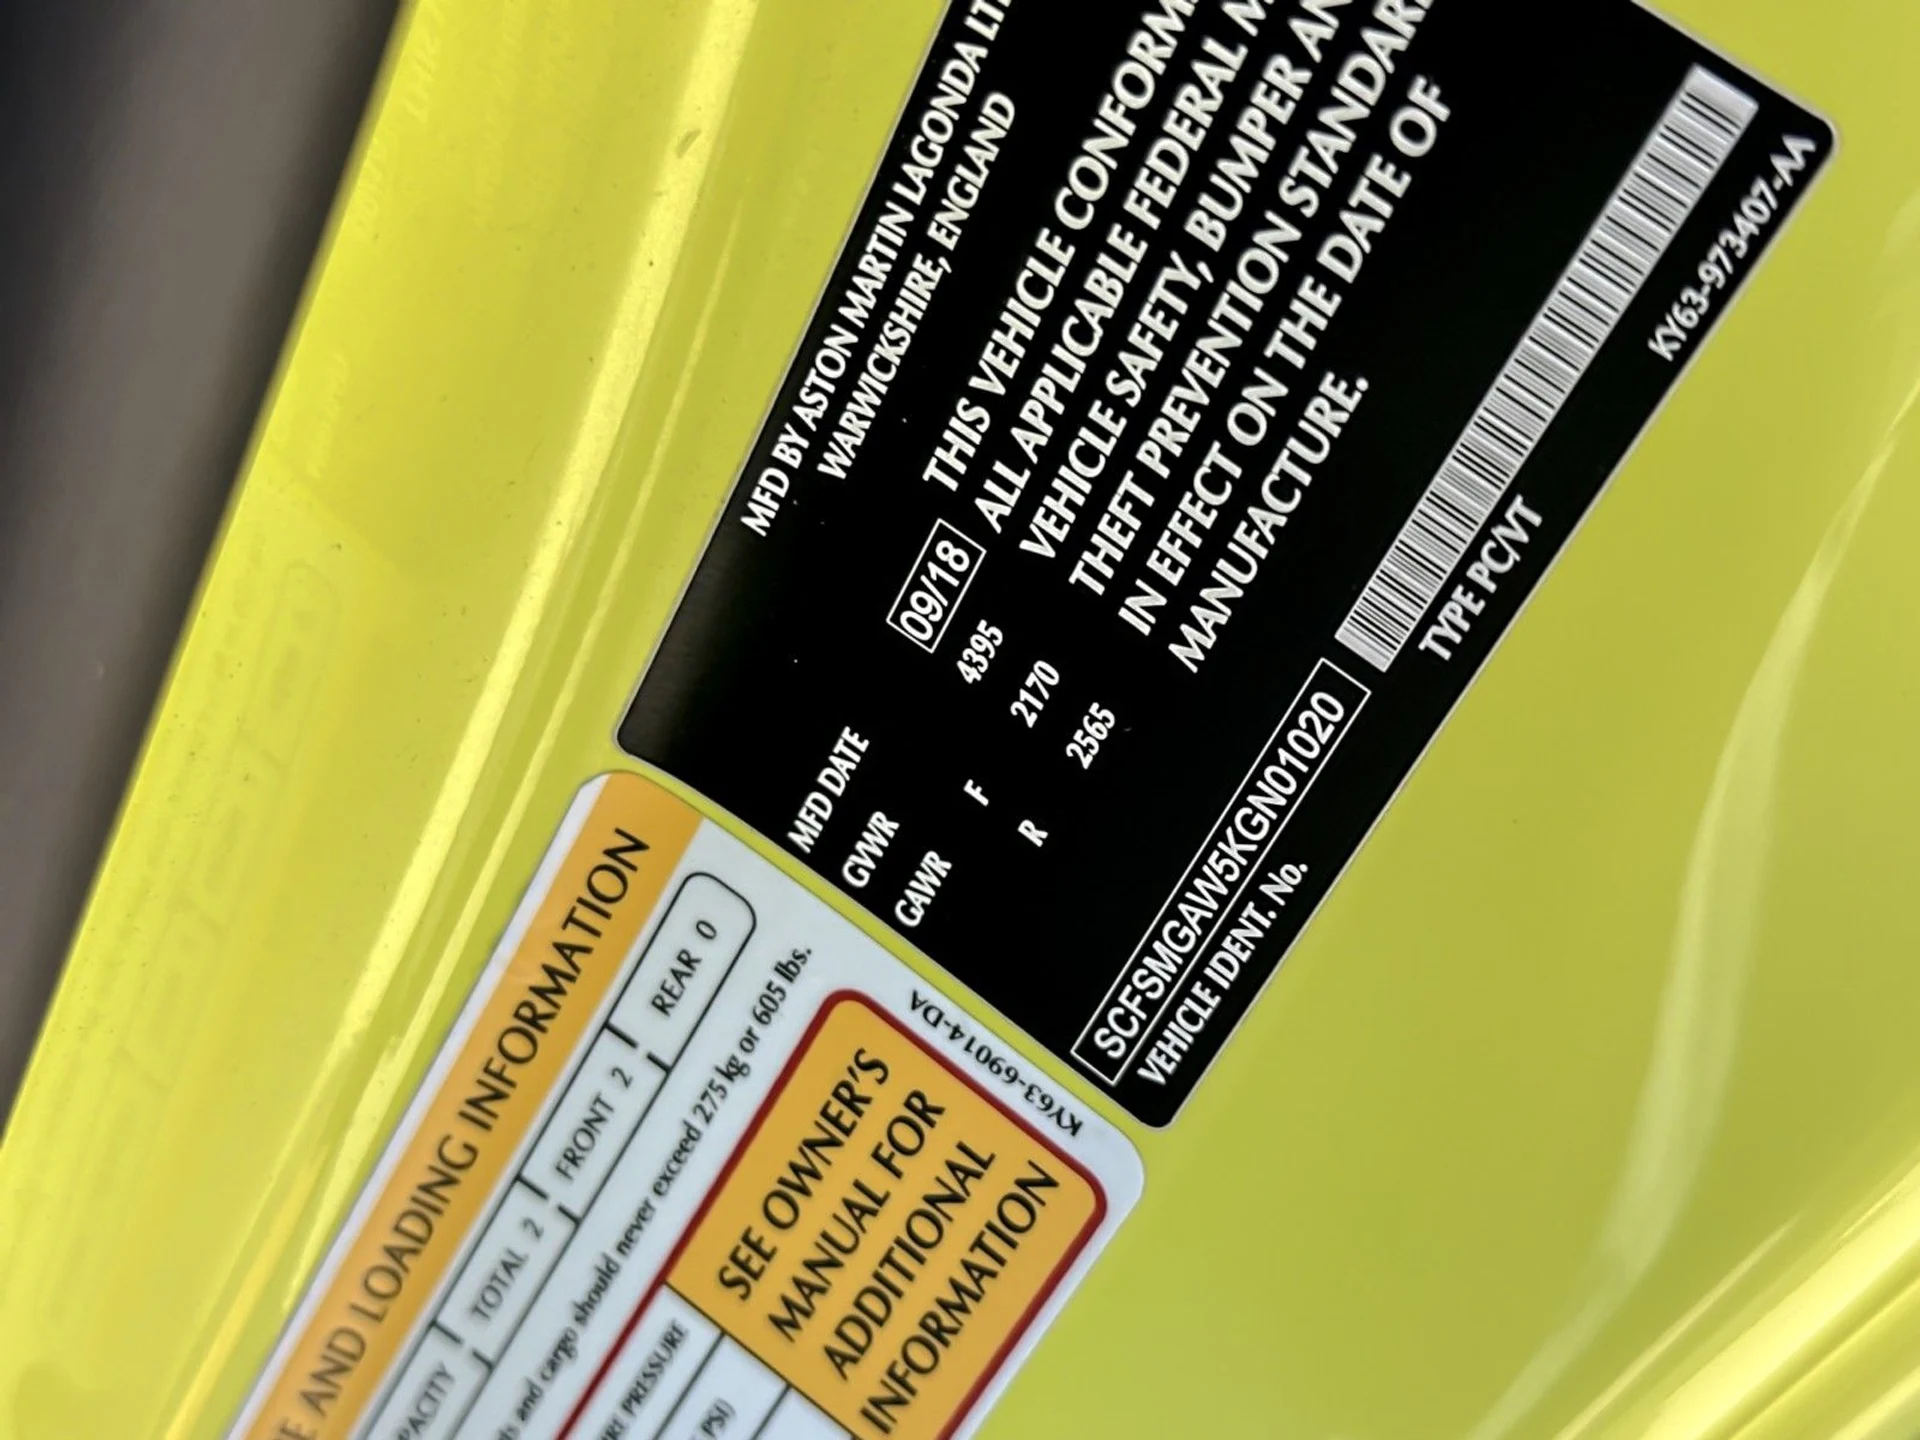 MFD BY ASTON MARTIN LAGONDA
WARWICKSHIRE, ENGLAND
MFD DATE 09/18
GVWR 4395
GAWR F 2170
R 2565
THIS VEHICLE
ALL APPLICABLE FEDERAL
VEHICLE SAFETY, BUMPER
THEFT PREVENTION
IN EFFECT ON THE DATE OF
MANUFACTURE.
SCFSMGAW5KGN01020
VEHICLE IDENT. No.
TYPE PC/VT
KY63-973407-AA
AND LOADING INFORMATION
TOTAL 2 FRONT 2 REAR 0
and cargo should never exceed 275 kg or 605 lbs.
PRESSURE
PSI)
SEE OWNER'S
MANUAL FOR
ADDITIONAL
INFORMATION
KY63-69014-DA